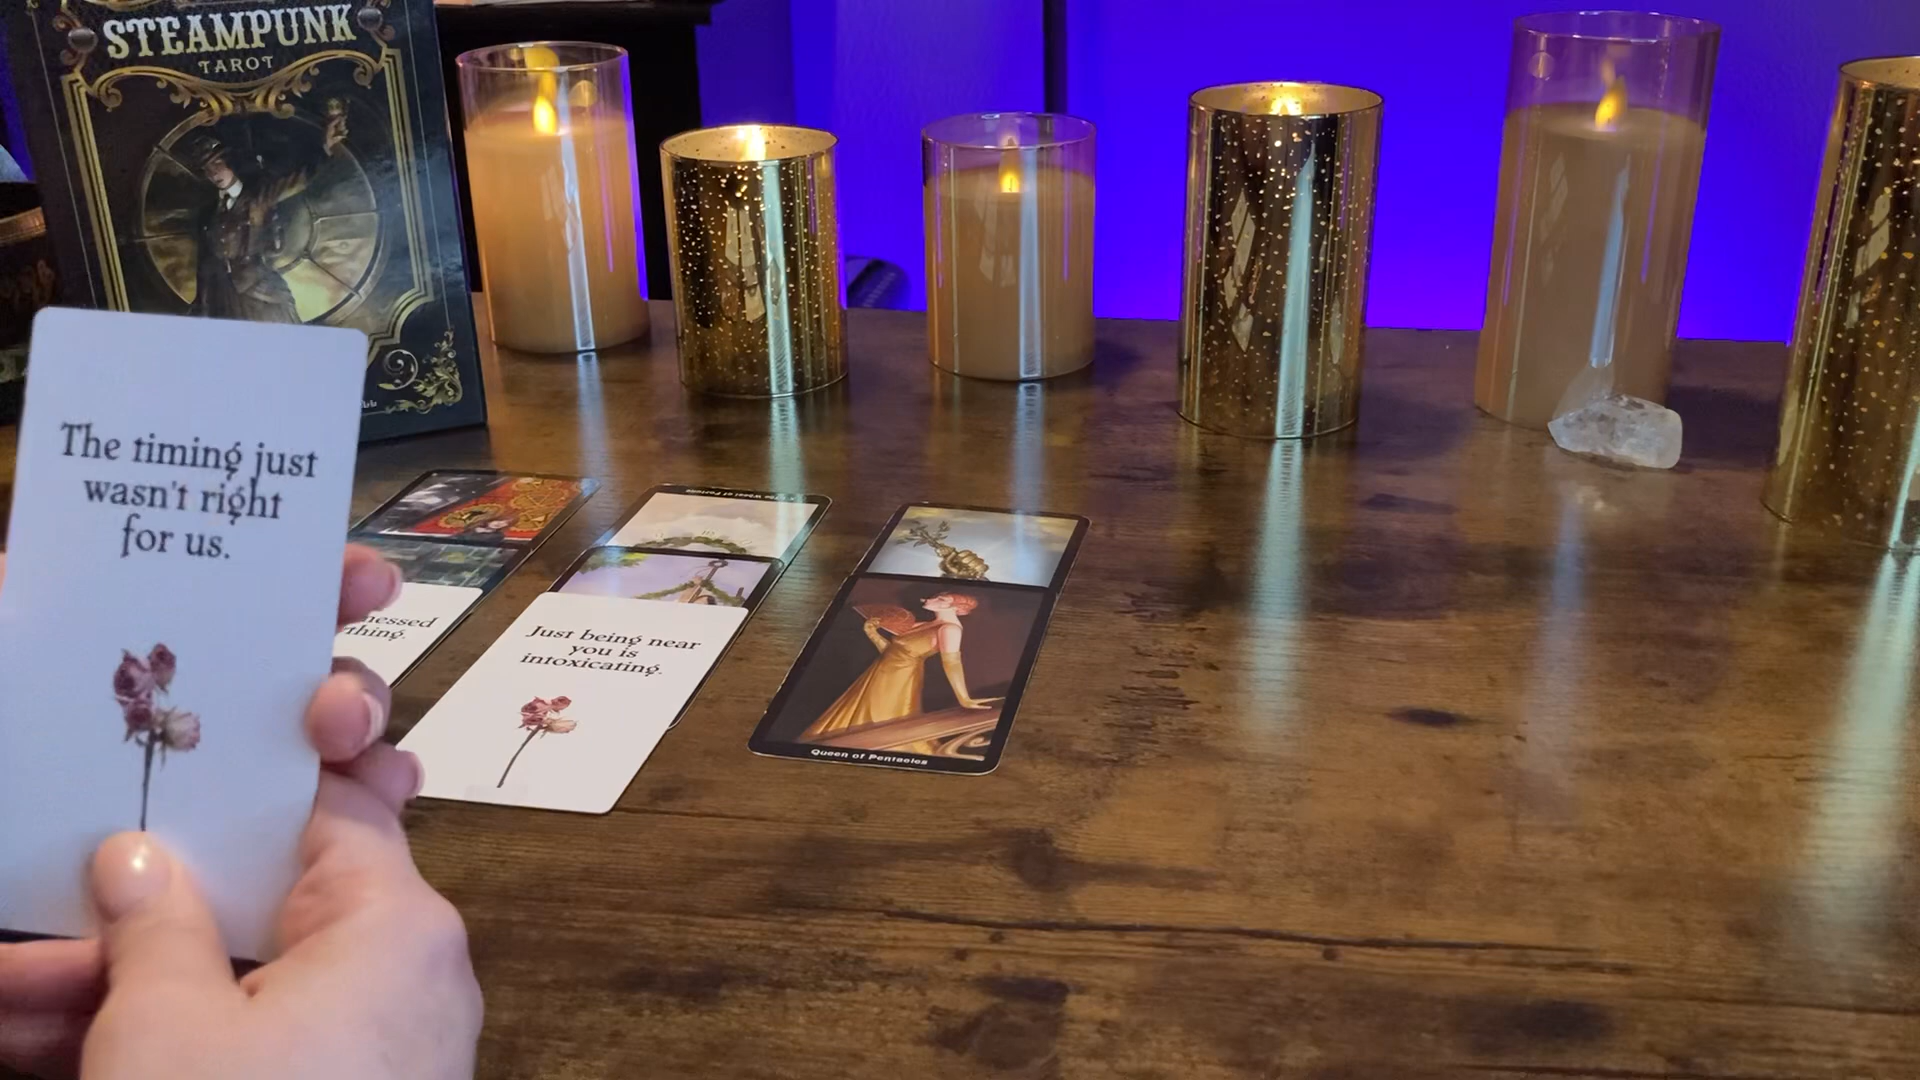 STEAMPUNK
TAROT
The timing just
wasn't right
for us.
Just being near
you is
intoxicating.
Queen of Pentacles